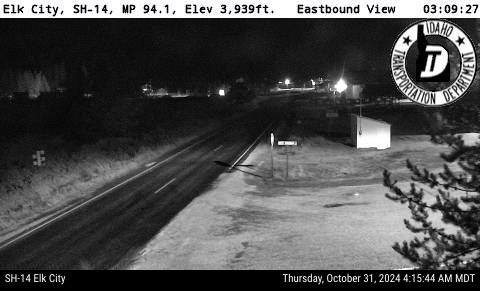 Elk City, SH-14, MP 94.1, Elev 3,939ft. Eastbound View 03:09:27
IDAHO
TRANSPORTATION DEPARTMENT
SH-14 Elk City Thursday, October 31, 2024 4:15:44 AM MDT